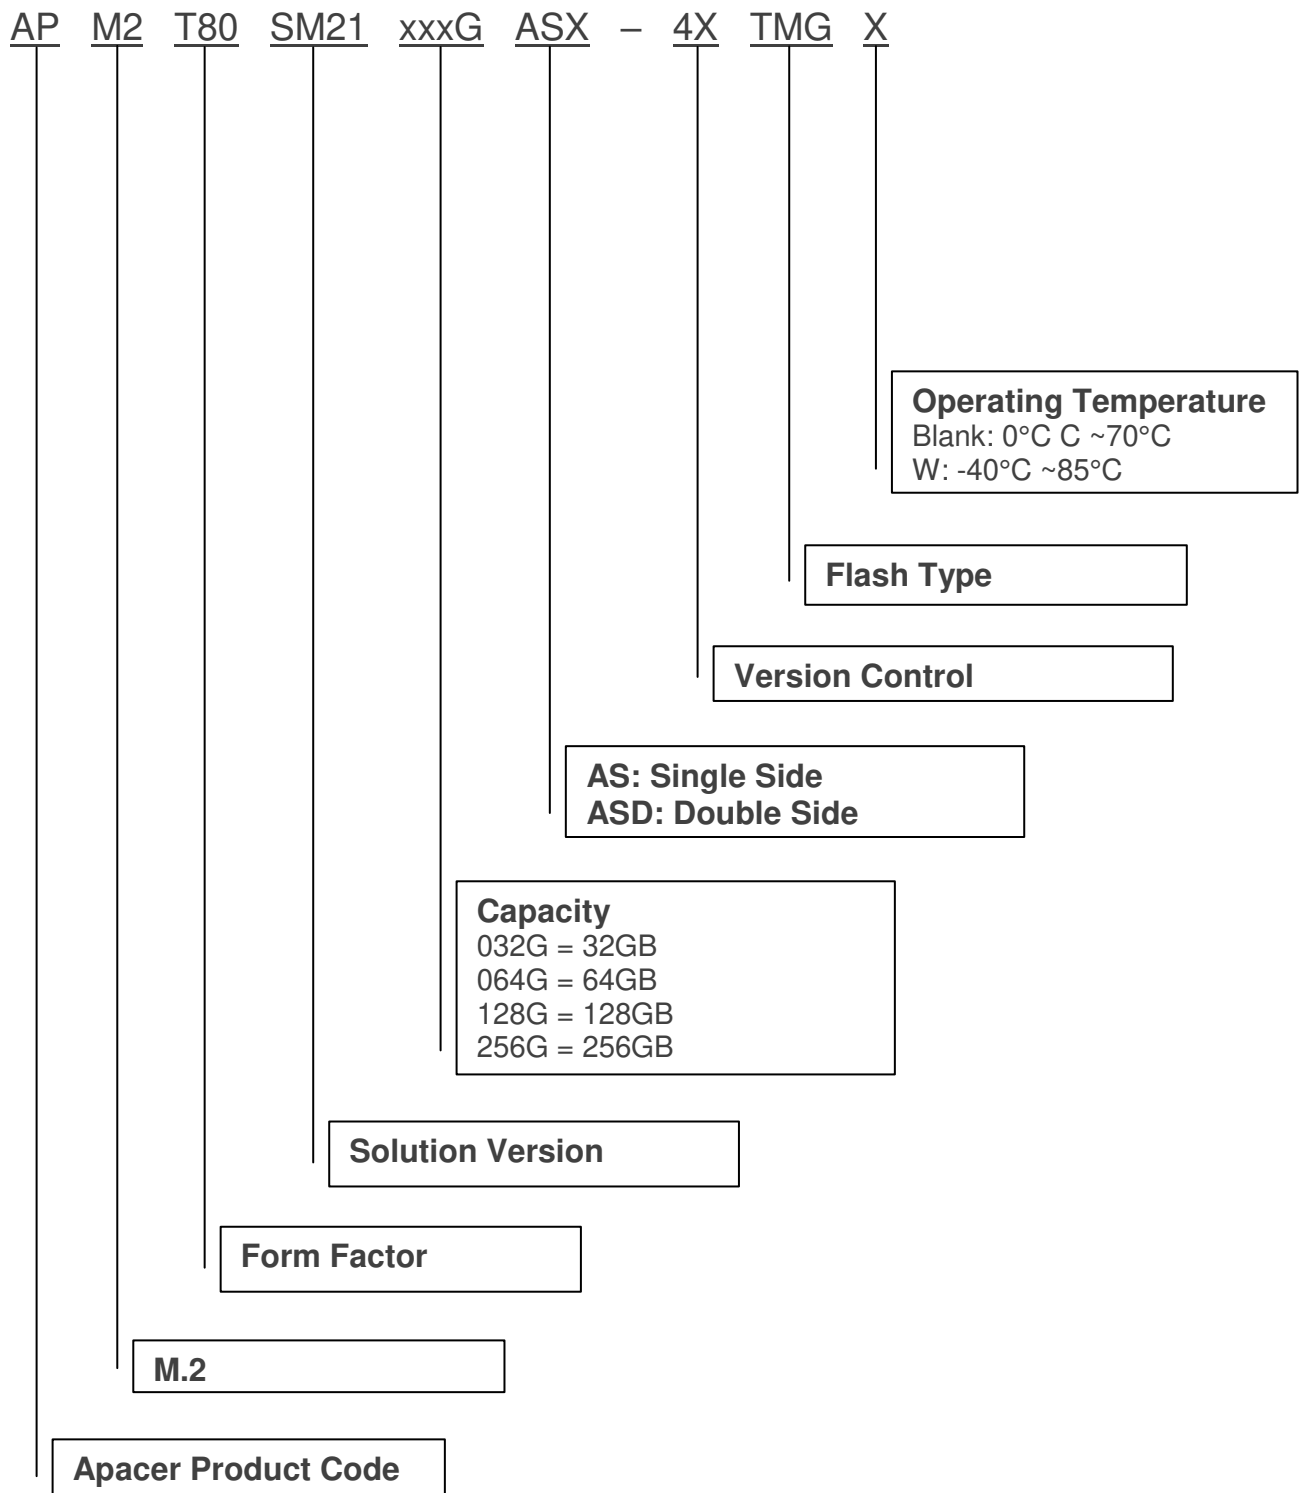 AP M2 T80 SM21 xxxG ASX – 4X TMG X
Operating Temperature
Blank: 0°C C ~70°C
W: -40°C ~85°C
Flash Type
Version Control
AS: Single Side
ASD: Double Side
Capacity
032G = 32GB
064G = 64GB
128G = 128GB
256G = 256GB
Solution Version
Form Factor
M.2
Apacer Product Code